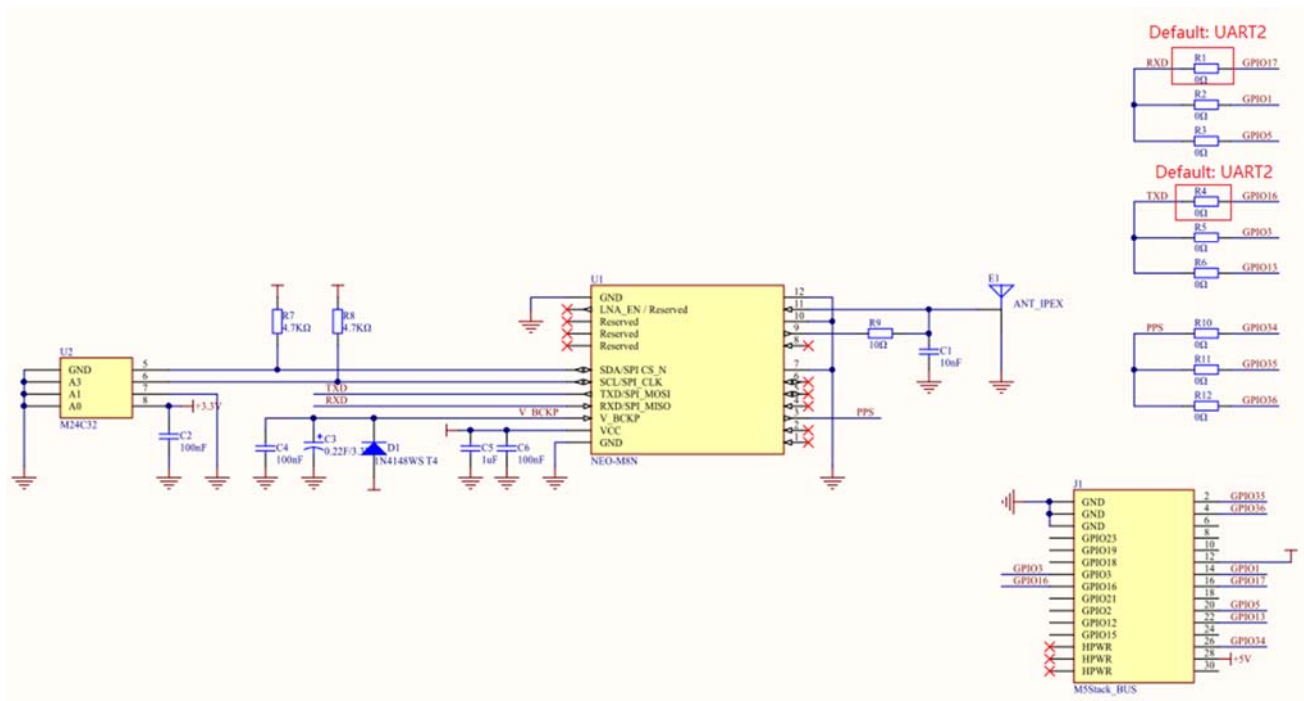 Default: UART2
RXD R1 GPIO17
0Ω
R2 GPIO1
0Ω
R3 GPIO5
0Ω
Default: UART2
TXD R4 GPIO16
0Ω
R5 GPIO3
0Ω
R6 GPIO13
0Ω
PPS R10 GPIO34
0Ω
R11 GPIO35
0Ω
R12 GPIO36
0Ω
R7
4.7KΩ
R8
4.7KΩ
U2
GND 5
A3 6
A1 7
A0 8
M24C32
+3.3V
C2
100nF
TXD
RXD
V_BCKP
C4
100nF
C3
D1
1N4148WS T4
C5
1uF
C6
100nF
U1
GND 12
LNA_EN / Reserved 11
Reserved 10
Reserved 9
Reserved 8
SDA/SPI CS_N 7
SCL/SPI_CLK
TXD/SPI_MOSI
RXD/SPI_MISO
V_BCKP 3
VCC 2
GND 1
NEO-M8N
PPS
R9
10Ω
C1
10nF
E1
ANT_IPEX
J1
GND 2 GPIO35
GND 4 GPIO36
GND 6
GPIO23 8
GPIO19 10
GPIO18 12
GPIO3 GPIO3 14 GPIO1
GPIO16 GPIO16 16 GPIO17
GPIO21 18
GPIO2 20 GPIO5
GPIO12 22 GPIO13
GPIO15 24
HPWR 26 GPIO34
HPWR 28 +5V
HPWR 30
M5Stack_BUS